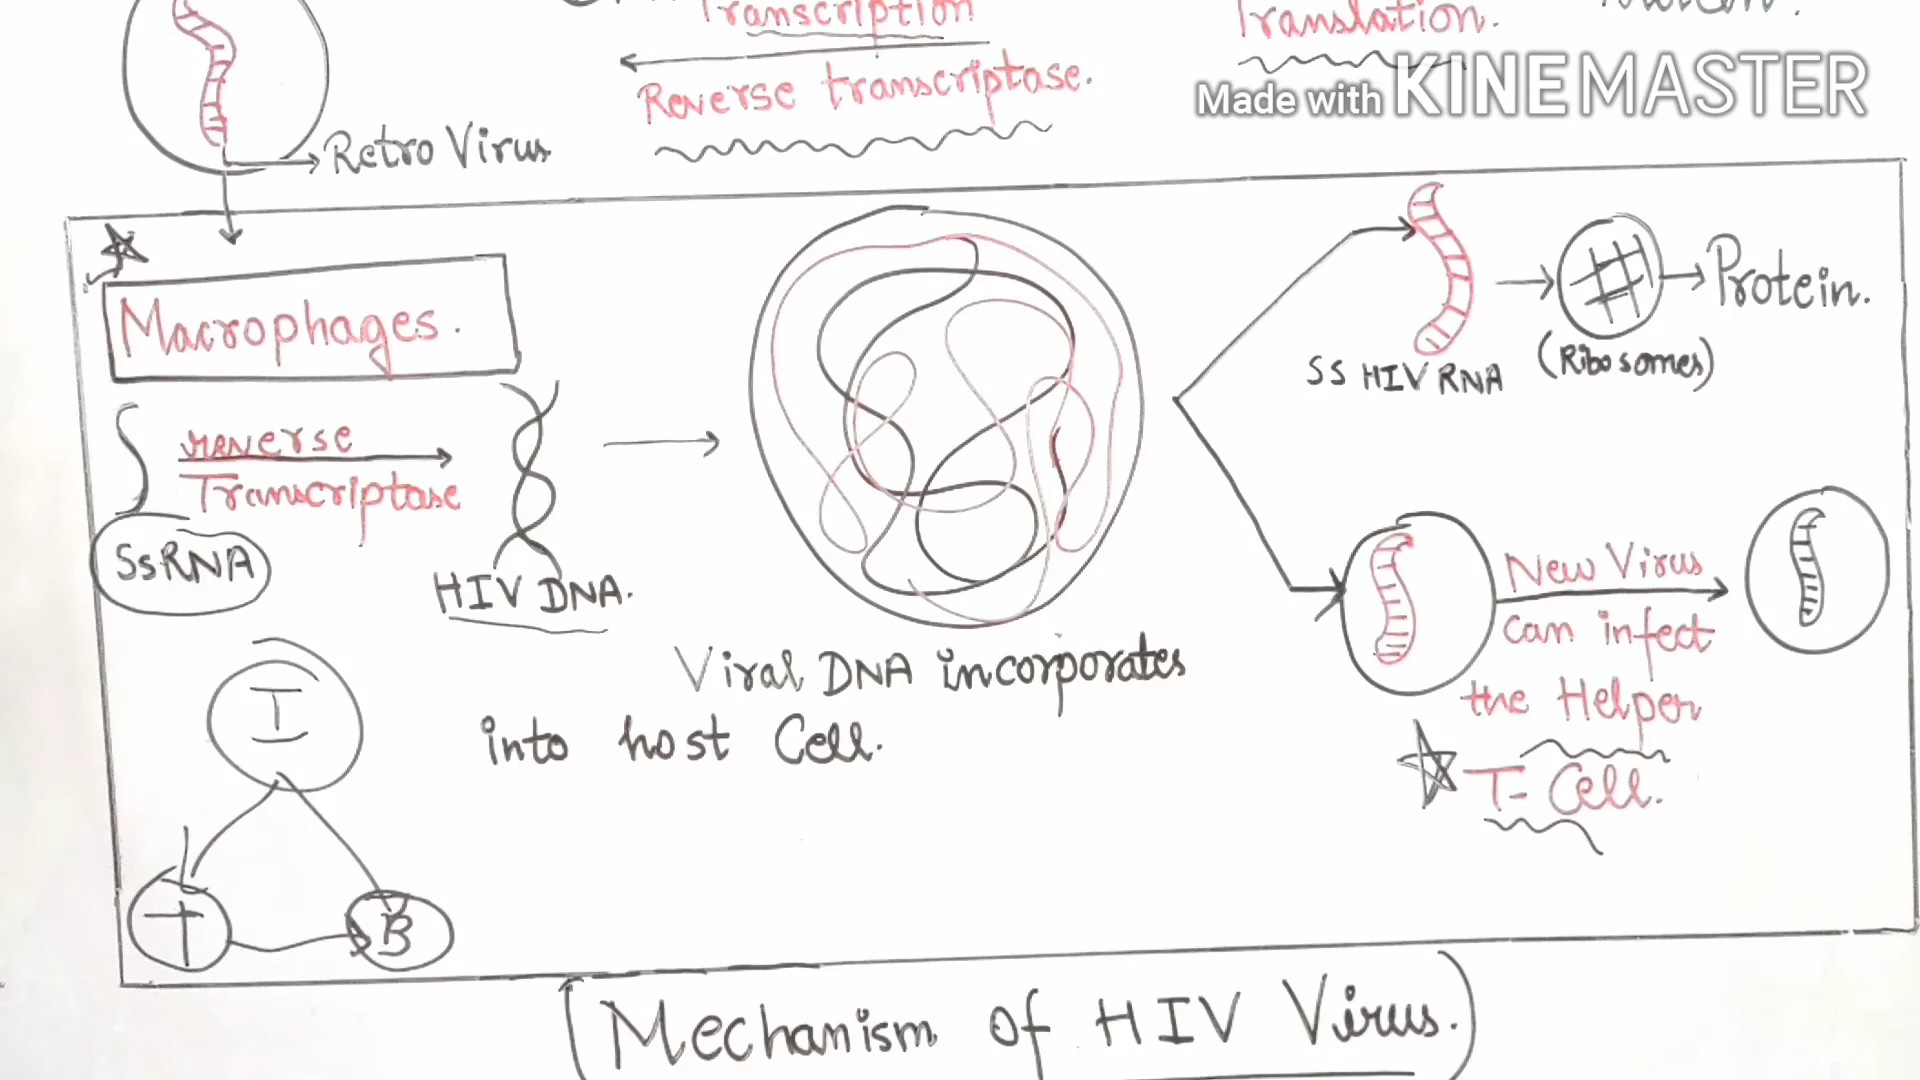 Transcription
Translation.
Reverse transcriptase.
Made with KINEMASTER
Retro Virus
Macrophages.
reverse
Transcriptase
SsRNA
HIV DNA.
Viral DNA incorporates
into host Cell.
SS HIV RNA
(Ribosomes)
Protein.
New Virus
can infect
the Helper
T- Cell.
I
T
B
(Mechanism of HIV Virus.)